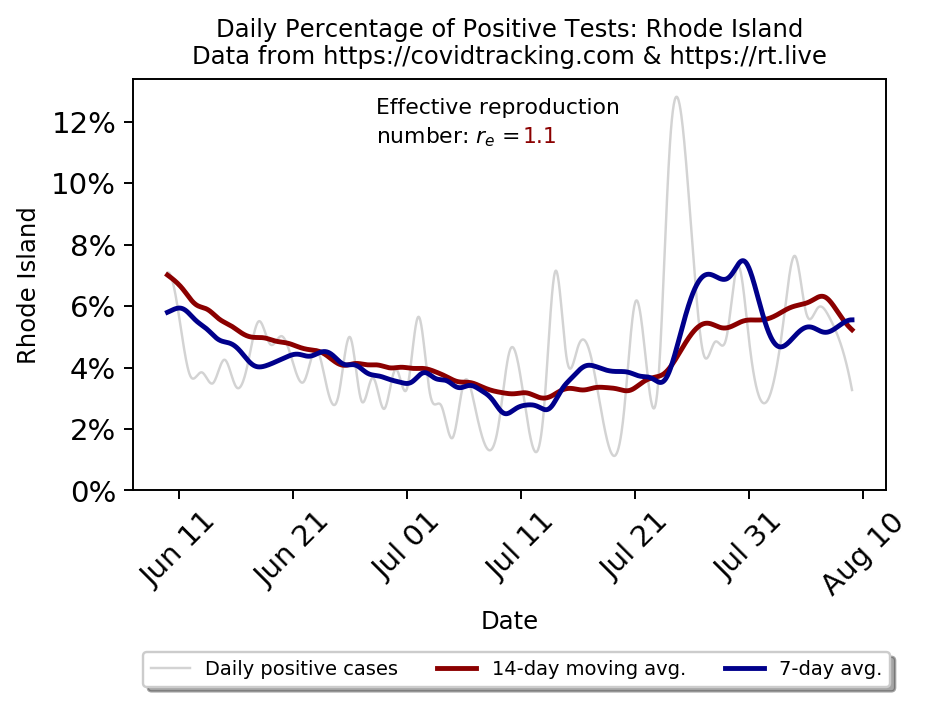 Daily Percentage of Positive Tests: Rhode Island
Data from https://covidtracking.com & https://rt.live
Effective reproduction
number: rₑ =1.1
12%
10%
8%
6%
4%
2%
0%
Rhode Island
Jun 11
Jun 21
Jul 01
Jul 11
Jul 21
Jul 31
Aug 10
Date
Daily positive cases
14-day moving avg.
7-day avg.